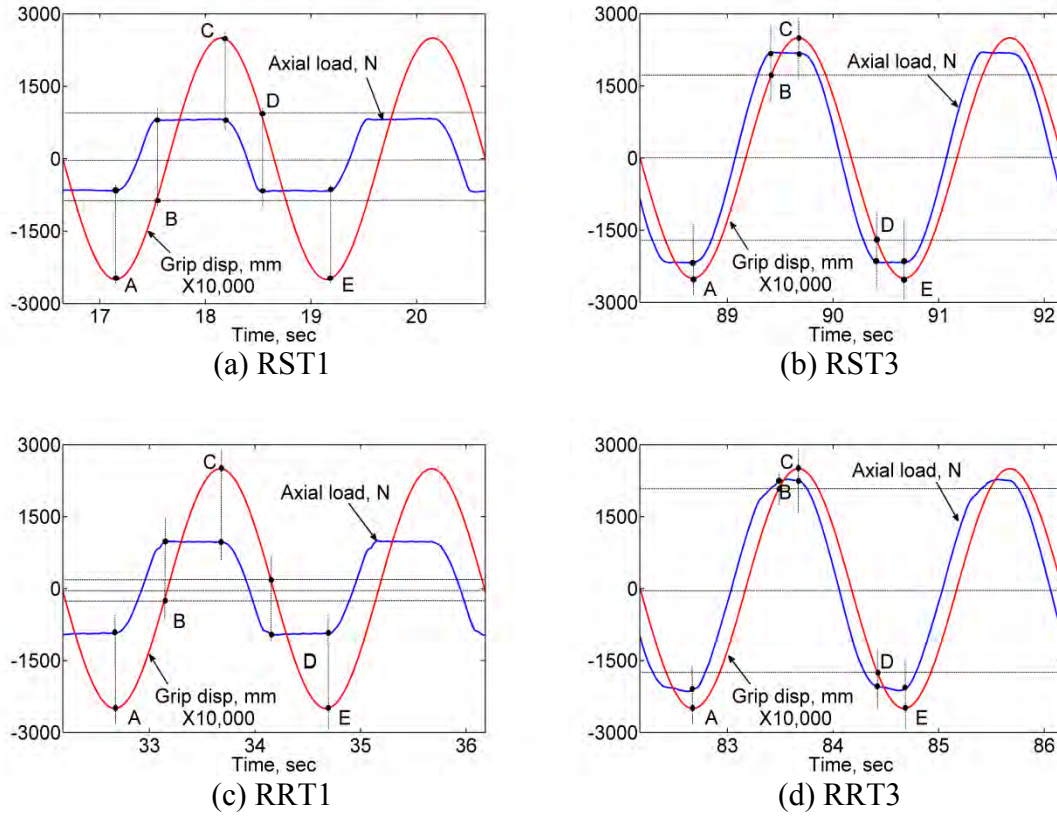 3000
1500
0
-1500
-3000
C
Axial load, N
D
B
Grip disp, mm
X10,000
A
E
17 18 19 20
Time, sec
(a) RST1
3000
1500
0
-1500
-3000
C
Axial load, N
B
D
Grip disp, mm
X10,000
A
E
89 90 91 92
Time, sec
(b) RST3
3000
1500
0
-1500
-3000
C
Axial load, N
B
D
Grip disp, mm
X10,000
A
E
33 34 35 36
Time, sec
(c) RRT1
3000
1500
0
-1500
-3000
C
Axial load, N
B
D
Grip disp, mm
X10,000
A
E
83 84 85 86
Time, sec
(d) RRT3